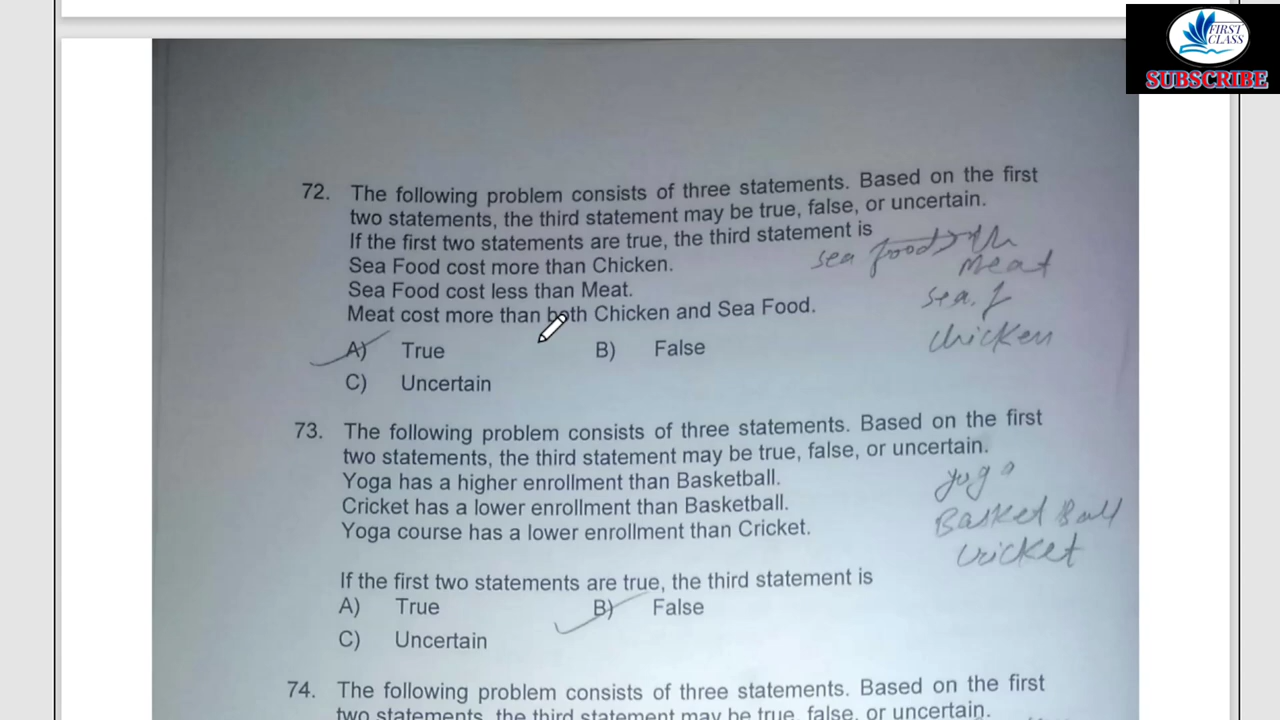 FIRST
CLASS
SUBSCRIBE
72. The following problem consists of three statements. Based on the first
two statements, the third statement may be true, false, or uncertain.
If the first two statements are true, the third statement is
Sea Food cost more than Chicken.
Sea Food cost less than Meat.
Meat cost more than both Chicken and Sea Food.
sea food
Meat
sea. f
chicken
A) True B) False
C) Uncertain
73. The following problem consists of three statements. Based on the first
two statements, the third statement may be true, false, or uncertain.
Yoga has a higher enrollment than Basketball.
Cricket has a lower enrollment than Basketball.
Yoga course has a lower enrollment than Cricket.
yoga
Basket Ball
cricket
If the first two statements are true, the third statement is
A) True B) False
C) Uncertain
74. The following problem consists of three statements. Based on the first
two statements, the third statement may be true, false, or uncertain.